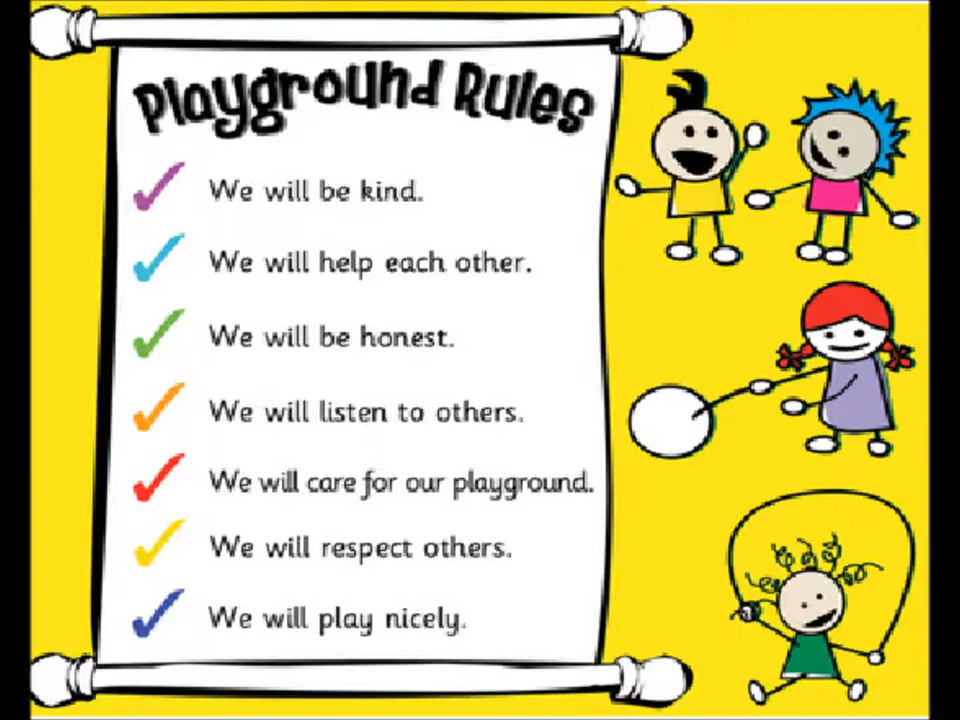 Playground Rules
We will be kind.
We will help each other.
We will be honest.
We will listen to others.
We will care for our playground.
We will respect others.
We will play nicely.